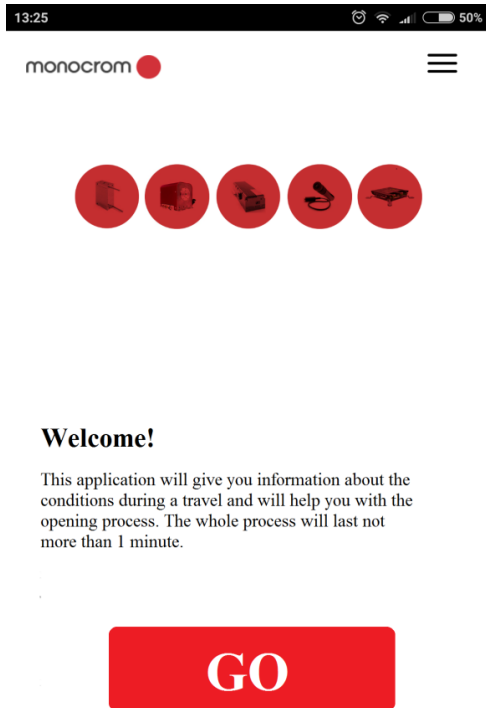 13:25
50%
monocrom
Welcome!
This application will give you information about the
conditions during a travel and will help you with the
opening process. The whole process will last not
more than 1 minute.
GO